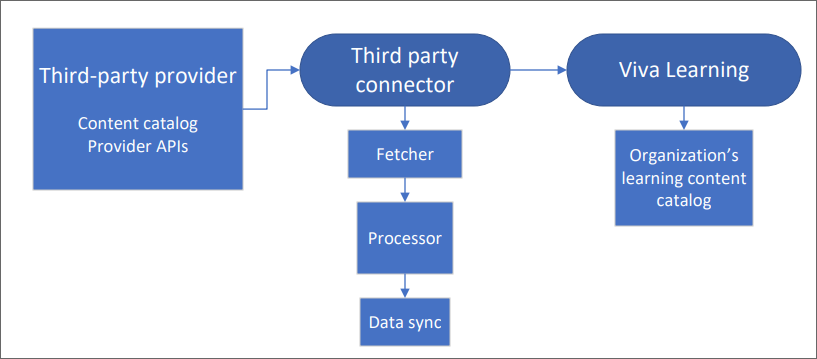 Third-party provider
Content catalog
Provider APIs
Third party
connector
Fetcher
Processor
Data sync
Viva Learning
Organization’s
learning content
catalog